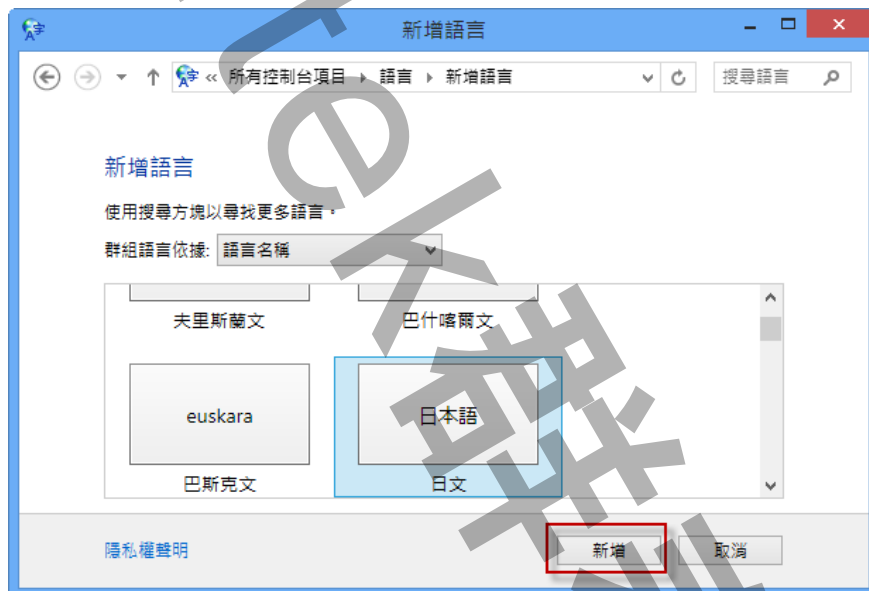 新增語言
« 所有控制台項目 ▸ 語言 ▸ 新增語言
搜尋語言
新增語言
使用搜尋方塊以尋找更多語言。
群組語言依據: 語言名稱
夫里斯蘭文 巴什喀爾文
euskara 日本語
巴斯克文 日文
隱私權聲明 新增 取消